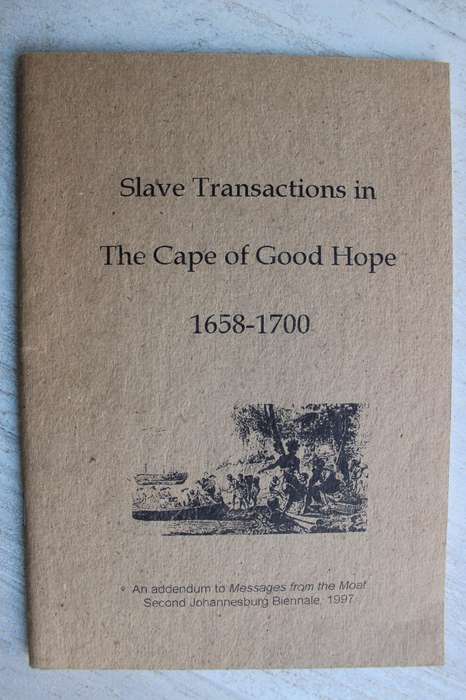 Slave Transactions in
The Cape of Good Hope
1658-1700
An addendum to Messages from the Moat
Second Johannesburg Biennale, 1997